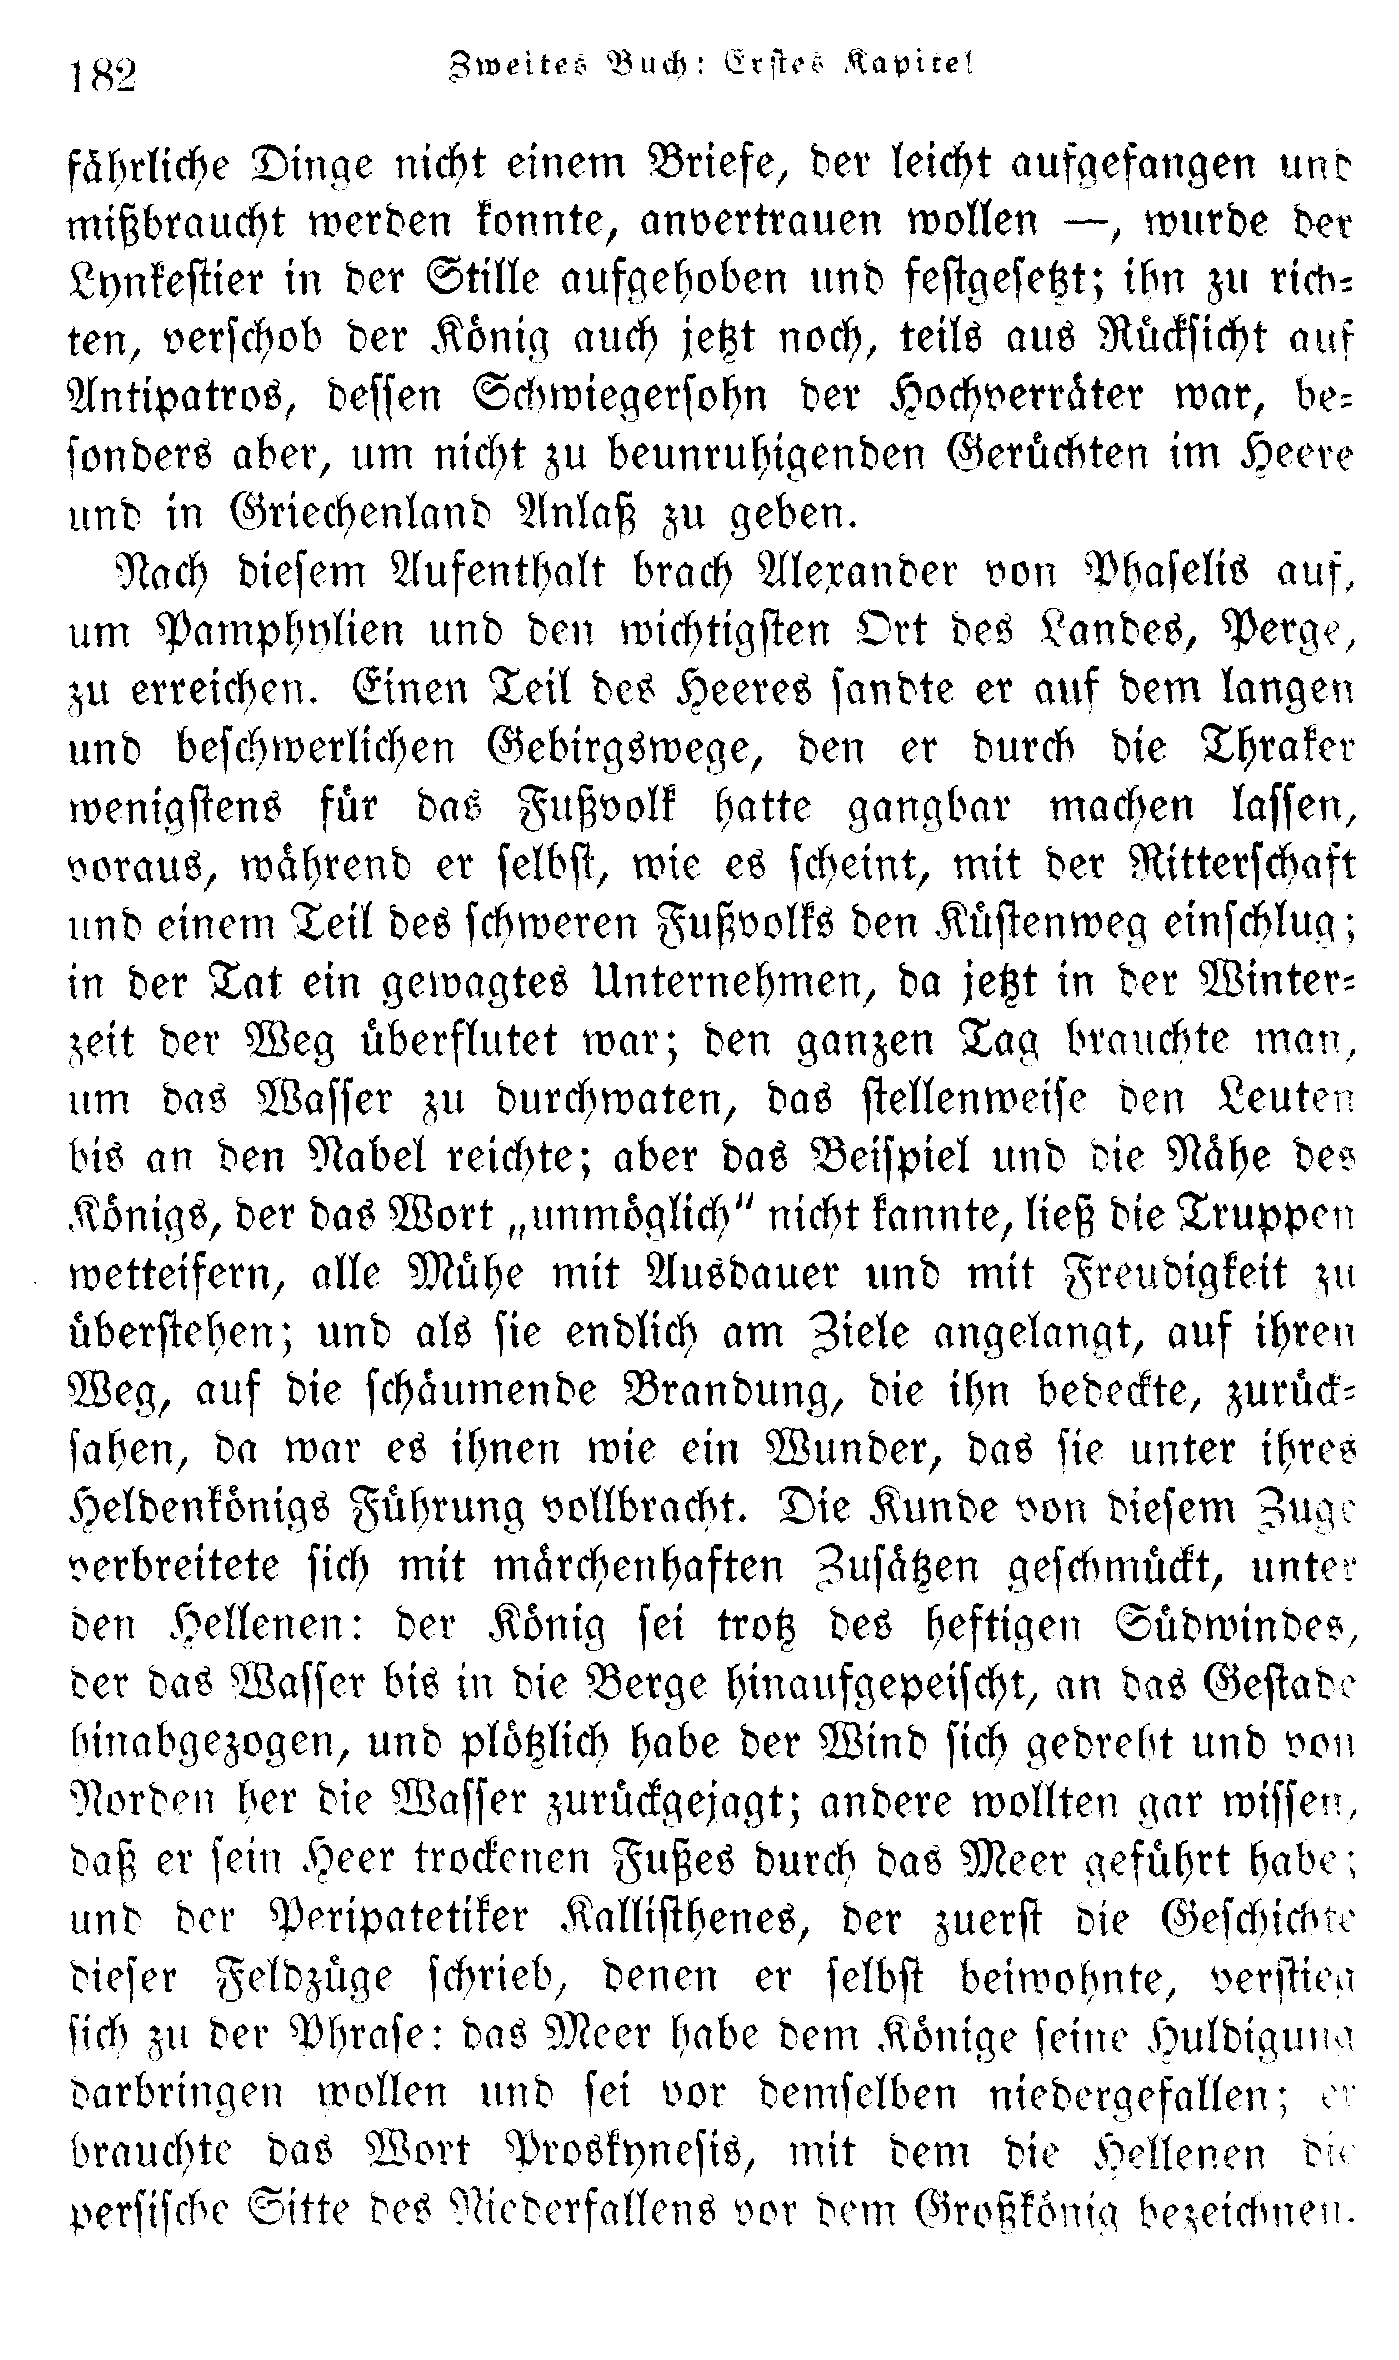 182 Zweites Buch: Erstes Kapitel
fährliche Dinge nicht einem Briefe, der leicht aufgefangen und
mißbraucht werden konnte, anvertrauen wollen —, wurde der
Lynkestier in der Stille aufgehoben und festgesetzt; ihn zu rich-
ten, verschob der König auch jetzt noch, teils aus Rücksicht auf
Antipatros, dessen Schwiegersohn der Hochverräter war, be-
sonders aber, um nicht zu beunruhigenden Gerüchten im Heere
und in Griechenland Anlaß zu geben.
Nach diesem Aufenthalt brach Alexander von Phaselis auf,
um Pamphylien und den wichtigsten Ort des Landes, Perge,
zu erreichen. Einen Teil des Heeres sandte er auf dem langen
und beschwerlichen Gebirgswege, den er durch die Thraker
wenigstens für das Fußvolk hatte gangbar machen lassen,
voraus, während er selbst, wie es scheint, mit der Ritterschaft
und einem Teil des schweren Fußvolks den Küstenweg einschlug;
in der Tat ein gewagtes Unternehmen, da jetzt in der Winter-
zeit der Weg überflutet war; den ganzen Tag brauchte man,
um das Wasser zu durchwaten, das stellenweise den Leuten
bis an den Nabel reichte; aber das Beispiel und die Nähe des
Königs, der das Wort „unmöglich“ nicht kannte, ließ die Truppen
wetteifern, alle Mühe mit Ausdauer und mit Freudigkeit zu
überstehen; und als sie endlich am Ziele angelangt, auf ihren
Weg, auf die schäumende Brandung, die ihn bedeckte, zurück-
sahen, da war es ihnen wie ein Wunder, das sie unter ihres
Heldenkönigs Führung vollbracht. Die Kunde von diesem Zuge
verbreitete sich mit märchenhaften Zusätzen geschmückt, unter
den Hellenen: der König sei trotz des heftigen Südwindes,
der das Wasser bis in die Berge hinaufgepeischt, an das Gestade
hinabgezogen, und plötzlich habe der Wind sich gedreht und von
Norden her die Wasser zurückgejagt; andere wollten gar wissen,
daß er sein Heer trockenen Fußes durch das Meer geführt habe;
und der Peripatetiker Kallisthenes, der zuerst die Geschichte
dieser Feldzüge schrieb, denen er selbst beiwohnte, verstieg
sich zu der Phrase: das Meer habe dem Könige seine Huldigung
darbringen wollen und sei vor demselben niedergefallen; er
brauchte das Wort Proskynesis, mit dem die Hellenen die
persische Sitte des Niederfallens vor dem Großkönig bezeichnen.